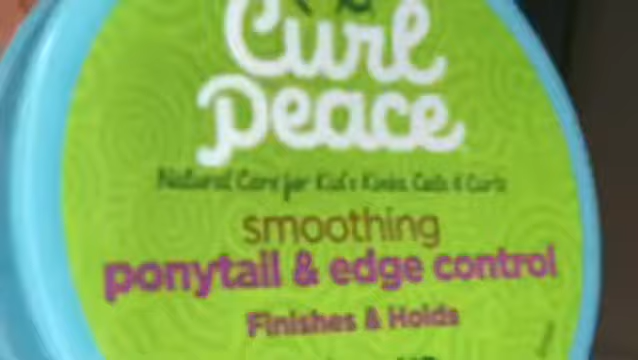 Curl
Peace
Natural Care for Kid's Kinks, Coils & Curls
smoothing
ponytail & edge control
Finishes & Holds